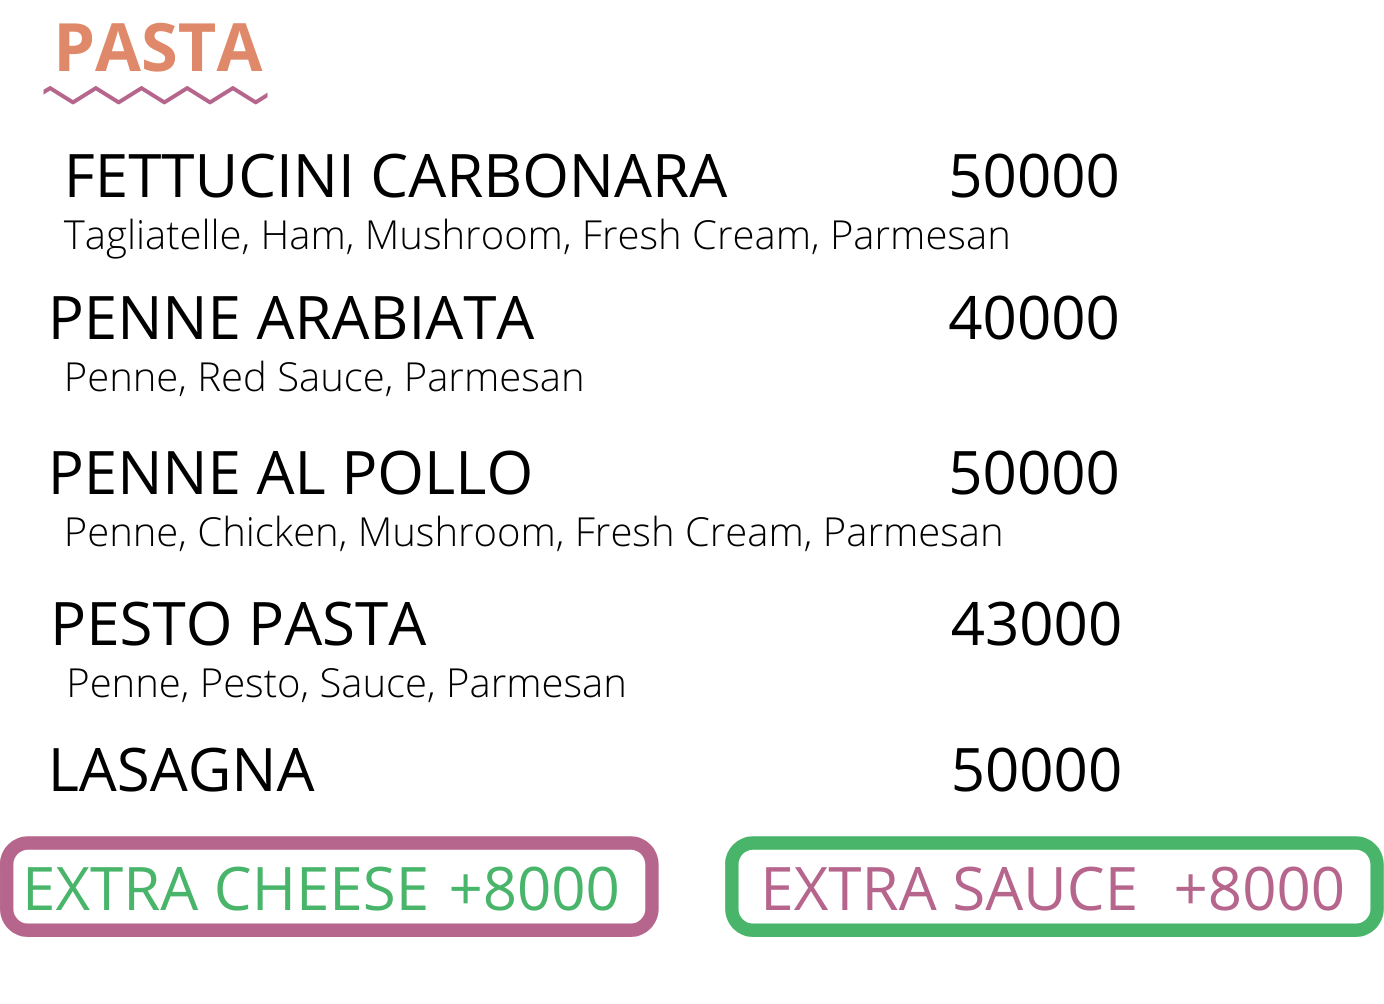 PASTA
FETTUCINI CARBONARA 50000
Tagliatelle, Ham, Mushroom, Fresh Cream, Parmesan
PENNE ARABIATA 40000
Penne, Red Sauce, Parmesan
PENNE AL POLLO 50000
Penne, Chicken, Mushroom, Fresh Cream, Parmesan
PESTO PASTA 43000
Penne, Pesto, Sauce, Parmesan
LASAGNA 50000
EXTRA CHEESE +8000
EXTRA SAUCE +8000